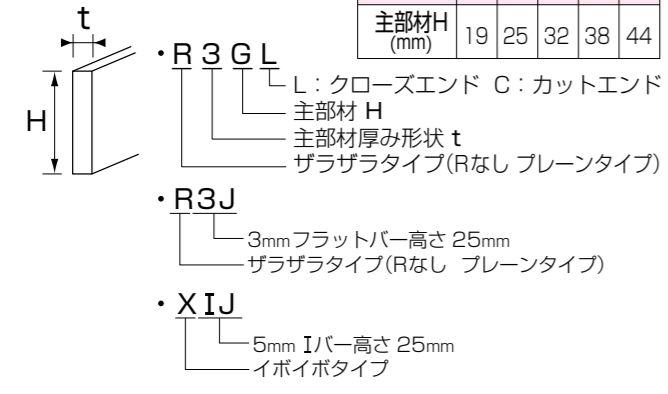 t
H
主部材H
(mm) 19 25 32 38 44
・R3GL
L：クローズエンド C：カットエンド
主部材 H
主部材厚み形状 t
ザラザラタイプ(Rなし プレーンタイプ)
・R3J
3mmフラットバー高さ 25mm
ザラザラタイプ(Rなし プレーンタイプ)
・XIJ
5mm Iバー高さ 25mm
イボイボタイプ